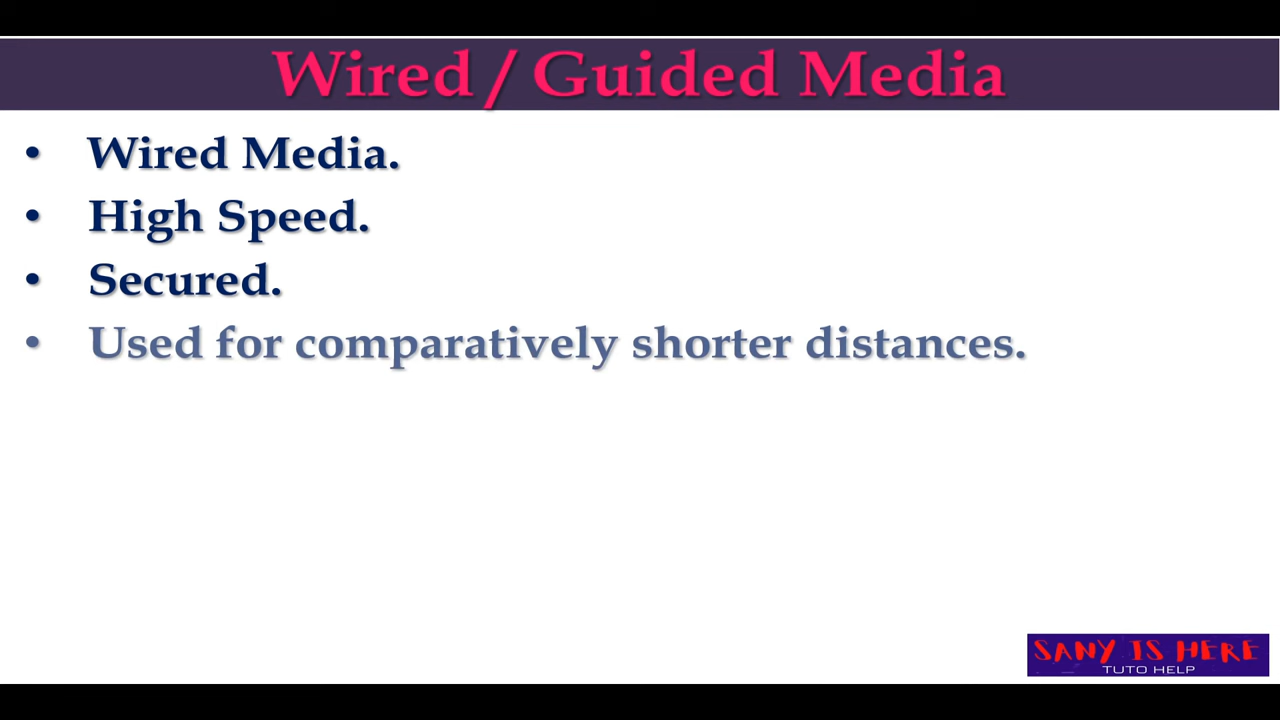 Wired / Guided Media
• Wired Media.
• High Speed.
• Secured.
• Used for comparatively shorter distances.
SANY IS HERE
TUTO HELP